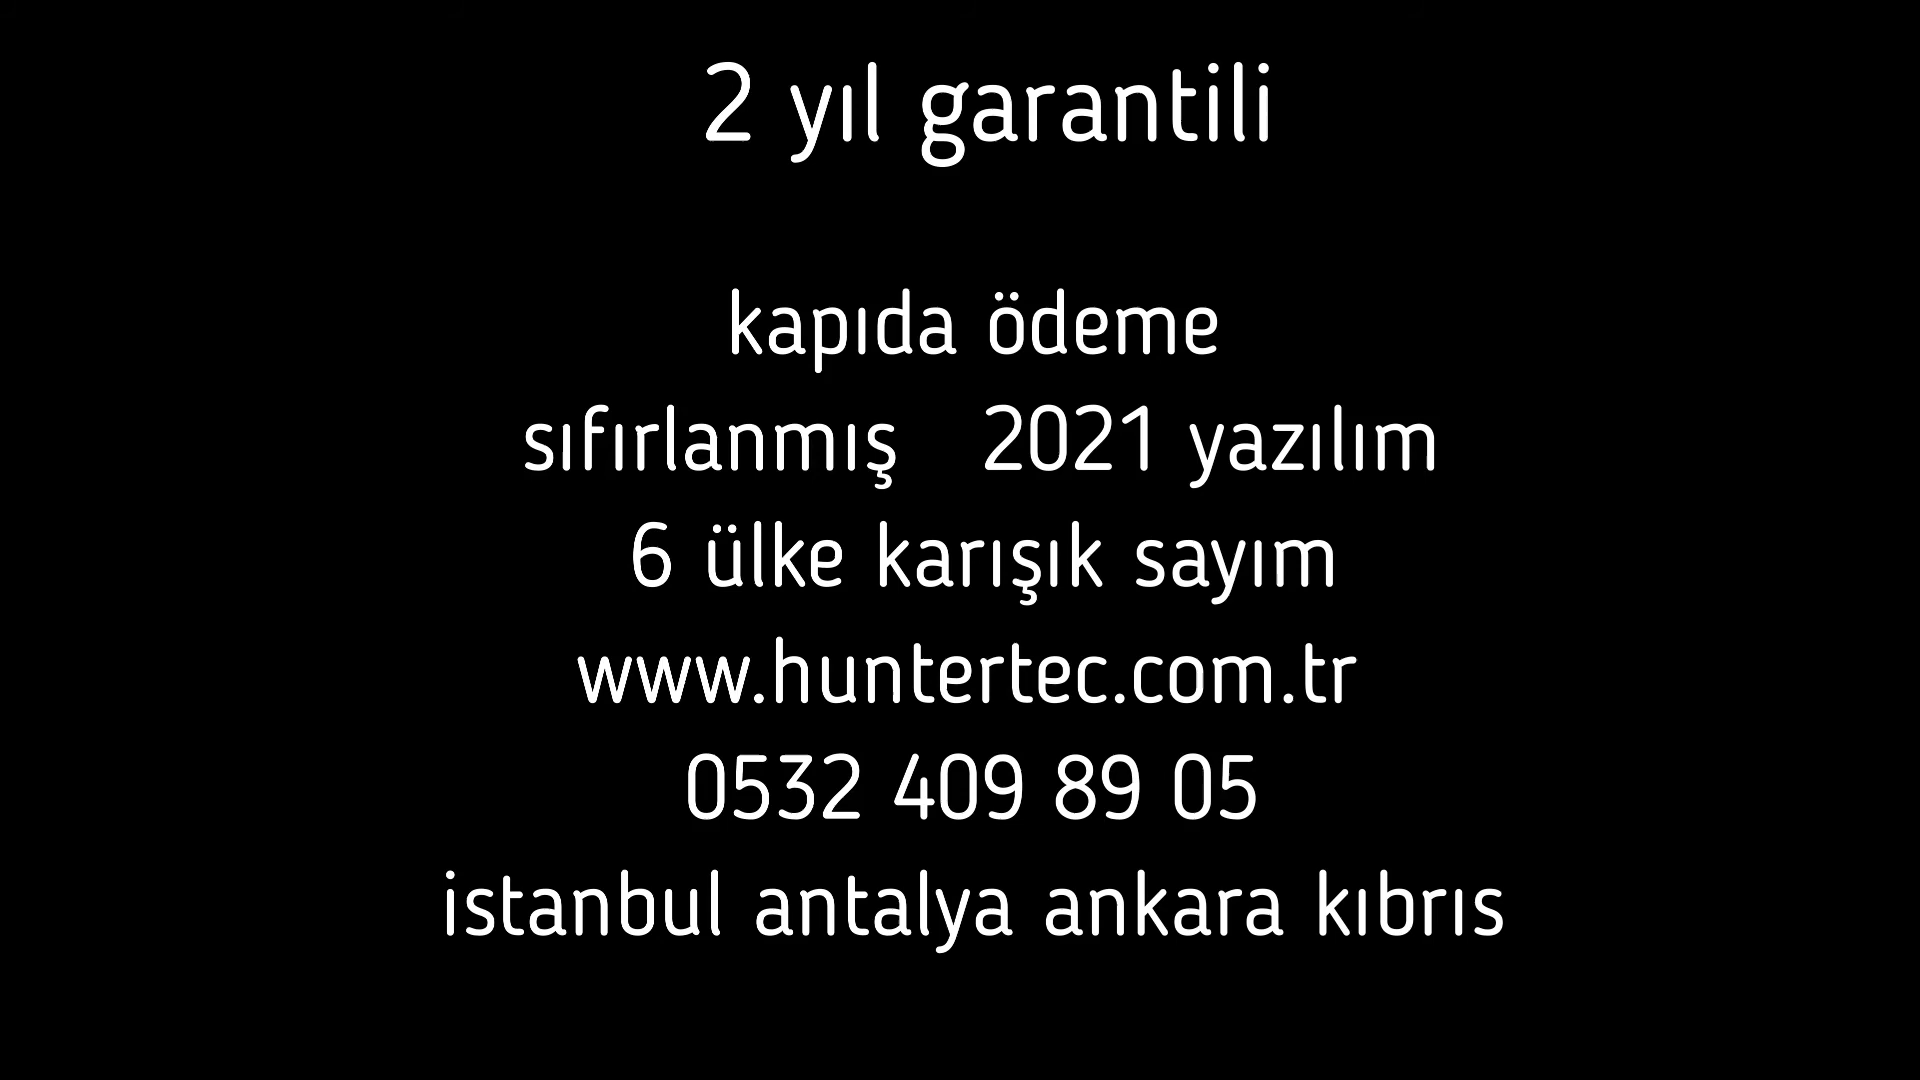 2 yıl garantili
kapıda ödeme
sıfırlanmış 2021 yazılım
6 ülke karışık sayım
www.huntertec.com.tr
0532 409 89 05
istanbul antalya ankara kıbrıs